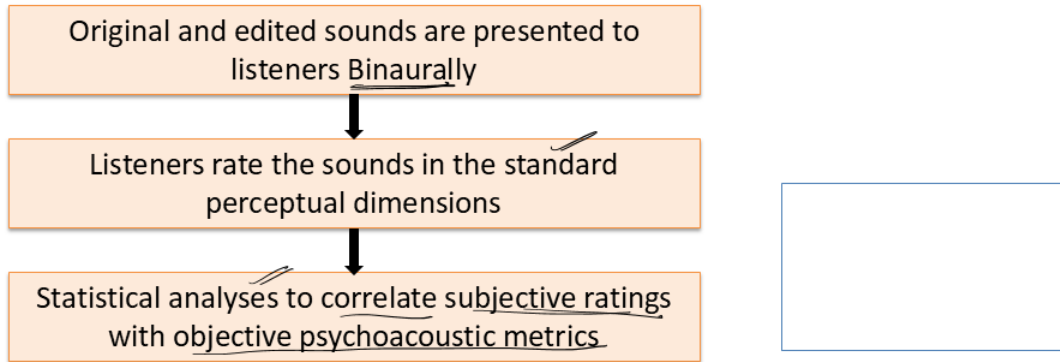 Original and edited sounds are presented to
listeners Binaurally
Listeners rate the sounds in the standard
perceptual dimensions
Statistical analyses to correlate subjective ratings
with objective psychoacoustic metrics